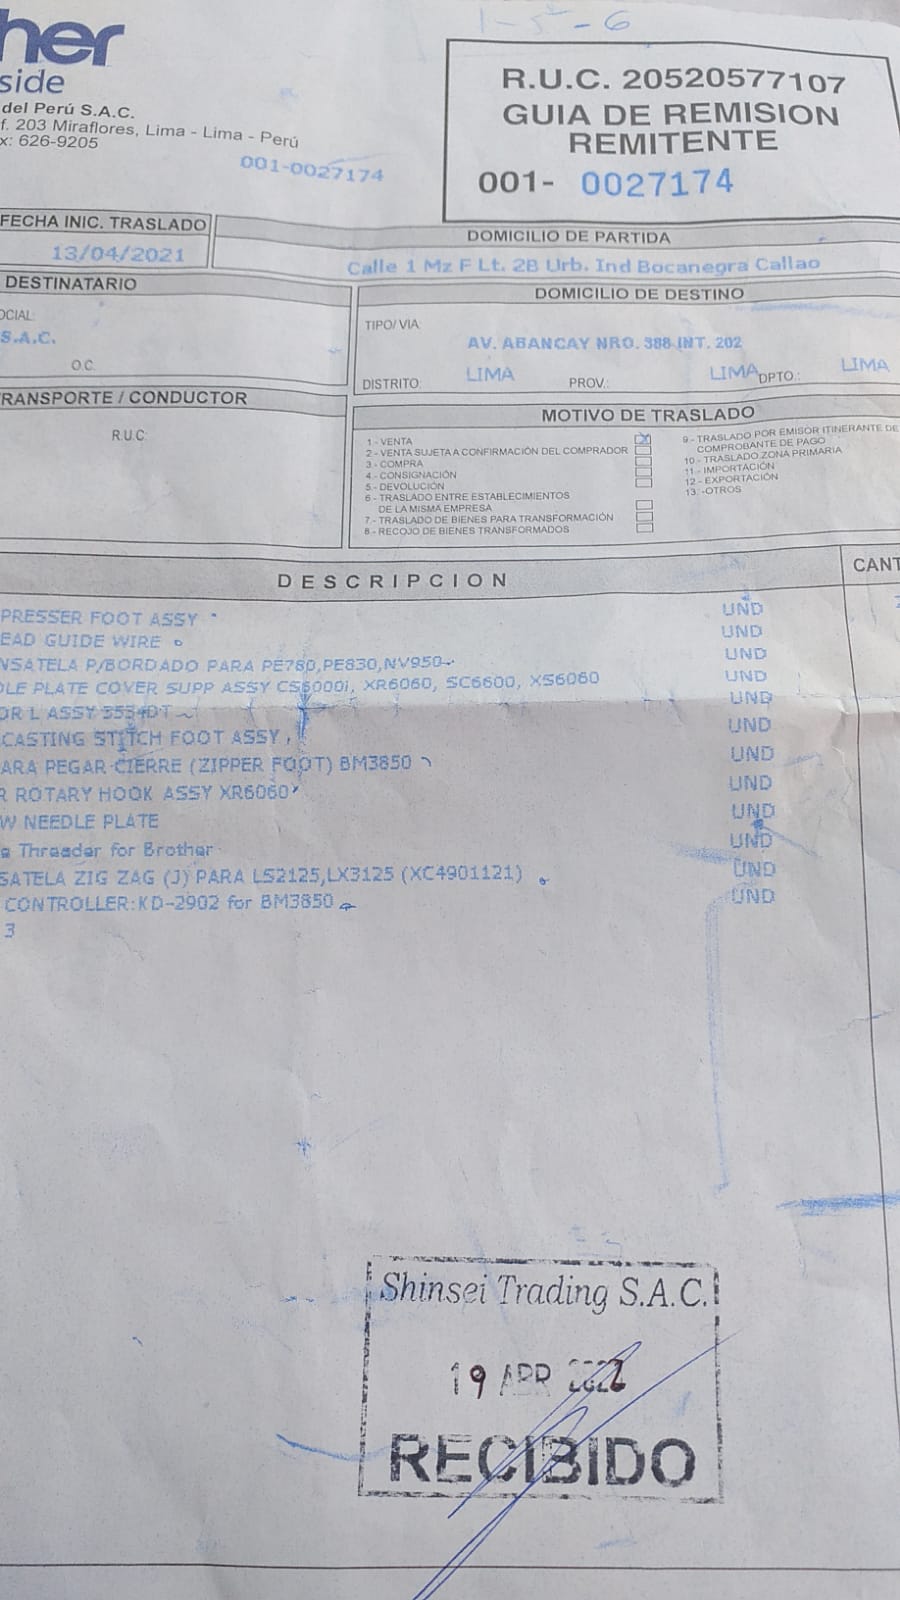 1-5-6
her
side
del Perú S.A.C.
f. 203 Miraflores, Lima - Lima - Perú
x: 626-9205
001-0027174
R.U.C. 20520577107
GUIA DE REMISION
REMITENTE
001- 0027174
FECHA INIC. TRASLADO
13/04/2021
DOMICILIO DE PARTIDA
Calle 1 Mz F Lt. 2B Urb. Ind Bocanegra Callao
DESTINATARIO
OCIAL:
S.A.C.
O.C.
DOMICILIO DE DESTINO
TIPO/ VIA:
AV. ABANCAY NRO. 388 INT. 202
DISTRITO: LIMA PROV.: LIMA DPTO.: LIMA
RANSPORTE / CONDUCTOR
R.U.C.
MOTIVO DE TRASLADO
1 - VENTA X
2 - VENTA SUJETA A CONFIRMACIÓN DEL COMPRADOR
3 - COMPRA
4 - CONSIGNACIÓN
5 - DEVOLUCIÓN
6 - TRASLADO ENTRE ESTABLECIMIENTOS
DE LA MISMA EMPRESA
7 - TRASLADO DE BIENES PARA TRANSFORMACIÓN
8 - RECOJO DE BIENES TRANSFORMADOS
9 - TRASLADO POR EMISOR ITINERANTE DE
COMPROBANTE DE PAGO
10 - TRASLADO ZONA PRIMARIA
11 - IMPORTACIÓN
12 - EXPORTACIÓN
13 -OTROS
DESCRIPCION CANT
PRESSER FOOT ASSY UND
EAD GUIDE WIRE UND
NSATELA P/BORDADO PARA PE780,PE830,NV950 UND
DLE PLATE COVER SUPP ASSY CS6000i, XR6060, SC6600, XS6060 UND
OR L ASSY 3534DT UND
CASTING STITCH FOOT ASSY UND
ARA PEGAR CIERRE (ZIPPER FOOT) BM3850 UND
R ROTARY HOOK ASSY XR6060 UND
W NEEDLE PLATE UND
e Threader for Brother UND
SATELA ZIG ZAG (J) PARA LS2125,LX3125 (XC4901121) UND
CONTROLLER:KD-2902 for BM3850 UND
3
Shinsei Trading S.A.C.
19 APR
RECIBIDO